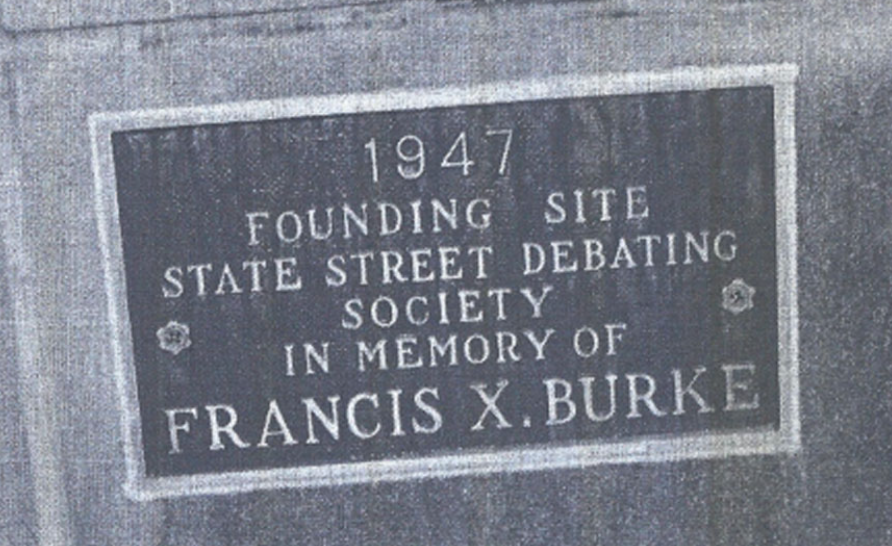 1947
FOUNDING SITE
STATE STREET DEBATING
SOCIETY
IN MEMORY OF
FRANCIS X. BURKE